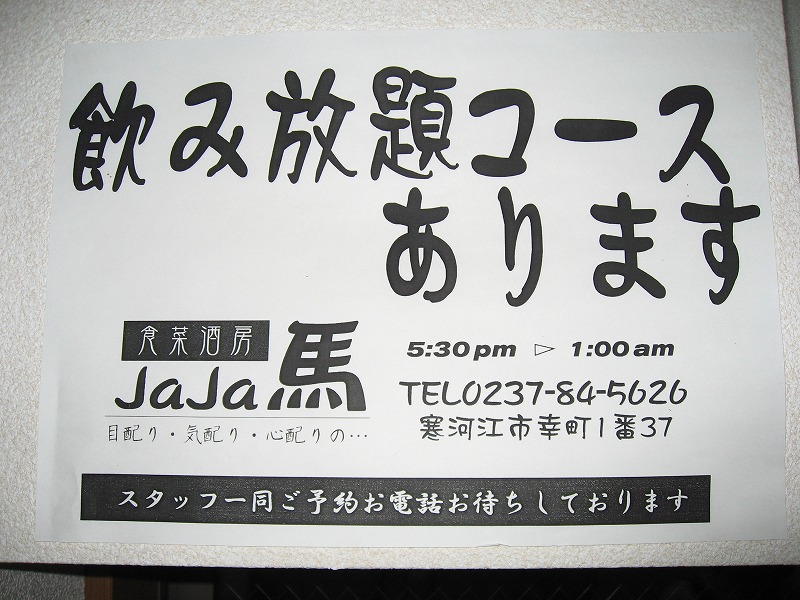 飲み放題コース
あります
食菜酒房
JaJa馬
目配り・気配り・心配りの…
5:30pm ▷ 1:00am
TEL0237-84-5626
寒河江市幸町1番37
スタッフ一同ご予約お電話お待ちしております